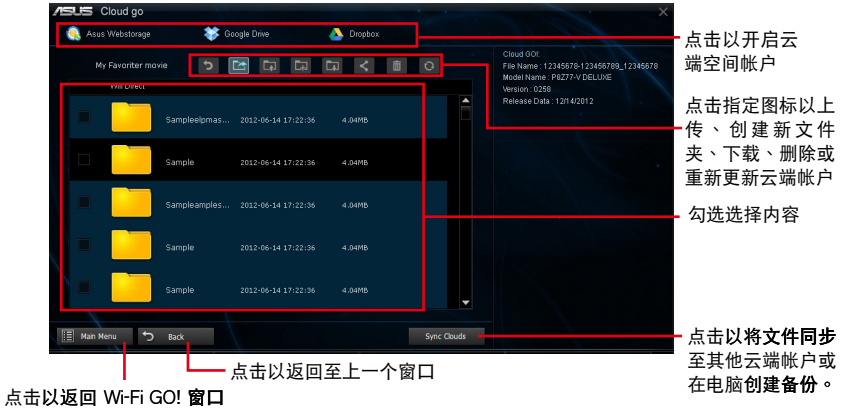 ASUS Cloud go
Asus Webstorage
Google Drive
Dropbox
点击以开启云
端空间帐户
My Favoriter movie
Cloud GO!:
File Name : 12345678-123456789_12345678
Model Name : P8Z77-V DELUXE
Version : 0258
Release Data : 12/14/2012
Wifi Direct
点击指定图标以上
传、创建新文件
夹、下载、删除或
重新更新云端帐户
Sampleelpmas... 2012-06-14 17:22:36 4.04MB
Sample 2012-06-14 17:22:36 4.04MB
Sampleamples... 2012-06-14 17:22:36 4.04MB
Sample 2012-06-14 17:22:36 4.04MB
Sample 2012-06-14 17:22:36 4.04MB
勾选选择内容
Main Menu
Back
Sync Clouds
点击以将文件同步
至其他云端帐户或
在电脑创建备份。
点击以返回至上一个窗口
点击以返回 Wi-Fi GO! 窗口